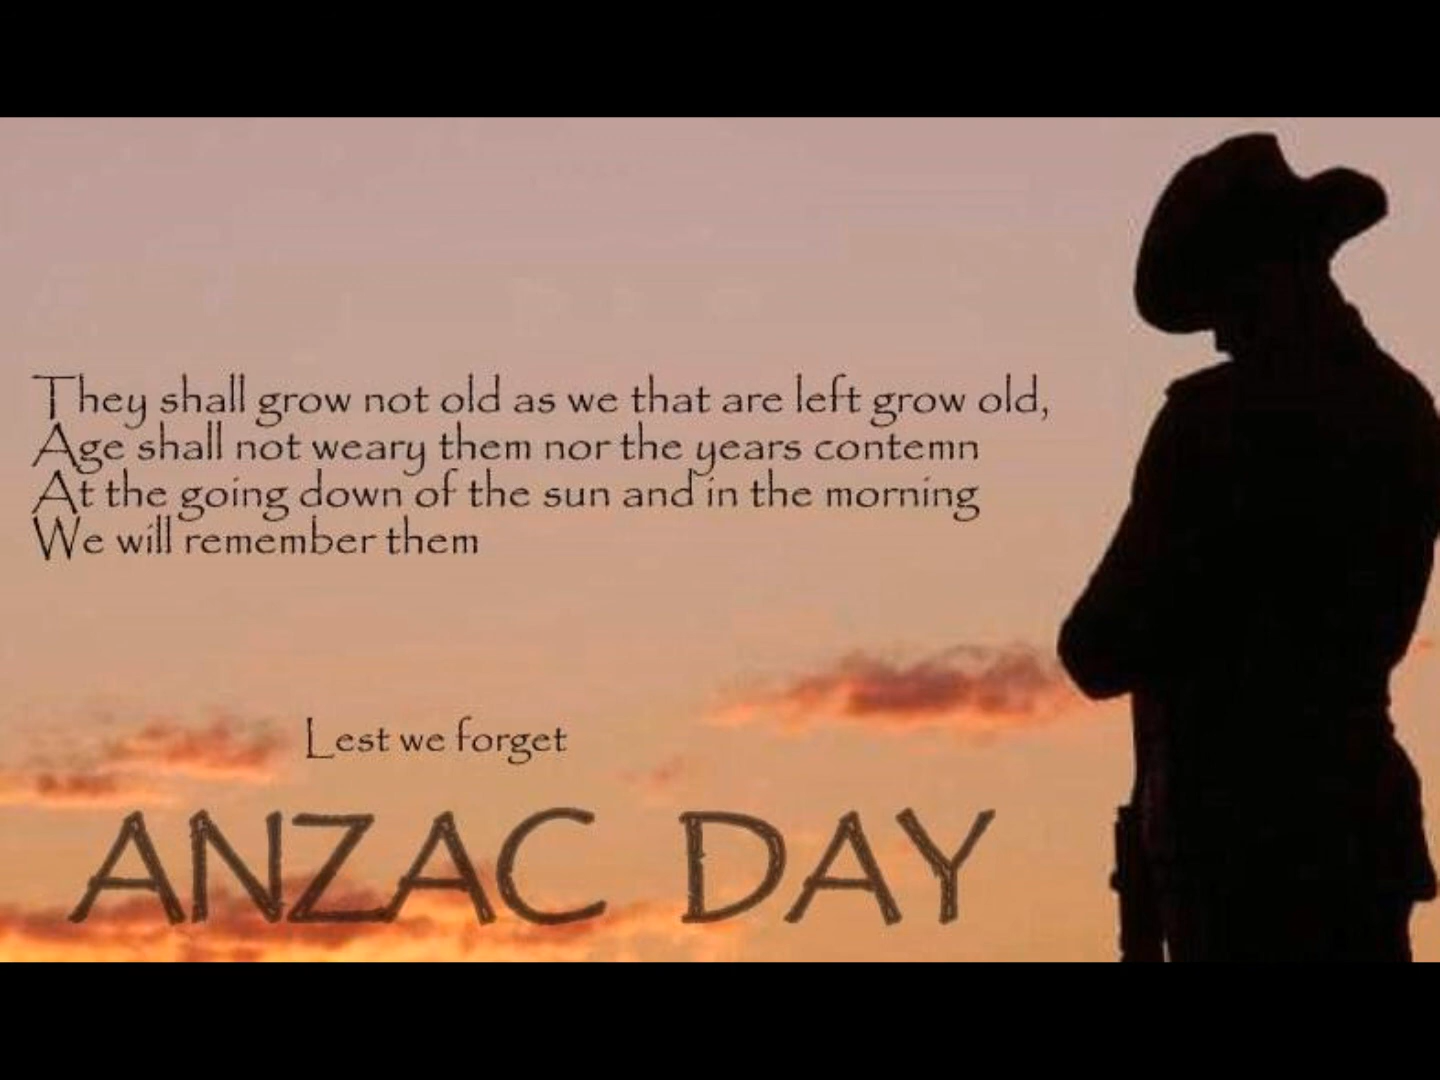 They shall grow not old as we that are left grow old,
Age shall not weary them nor the years contemn
At the going down of the sun and in the morning
We will remember them
Lest we forget
ANZAC DAY